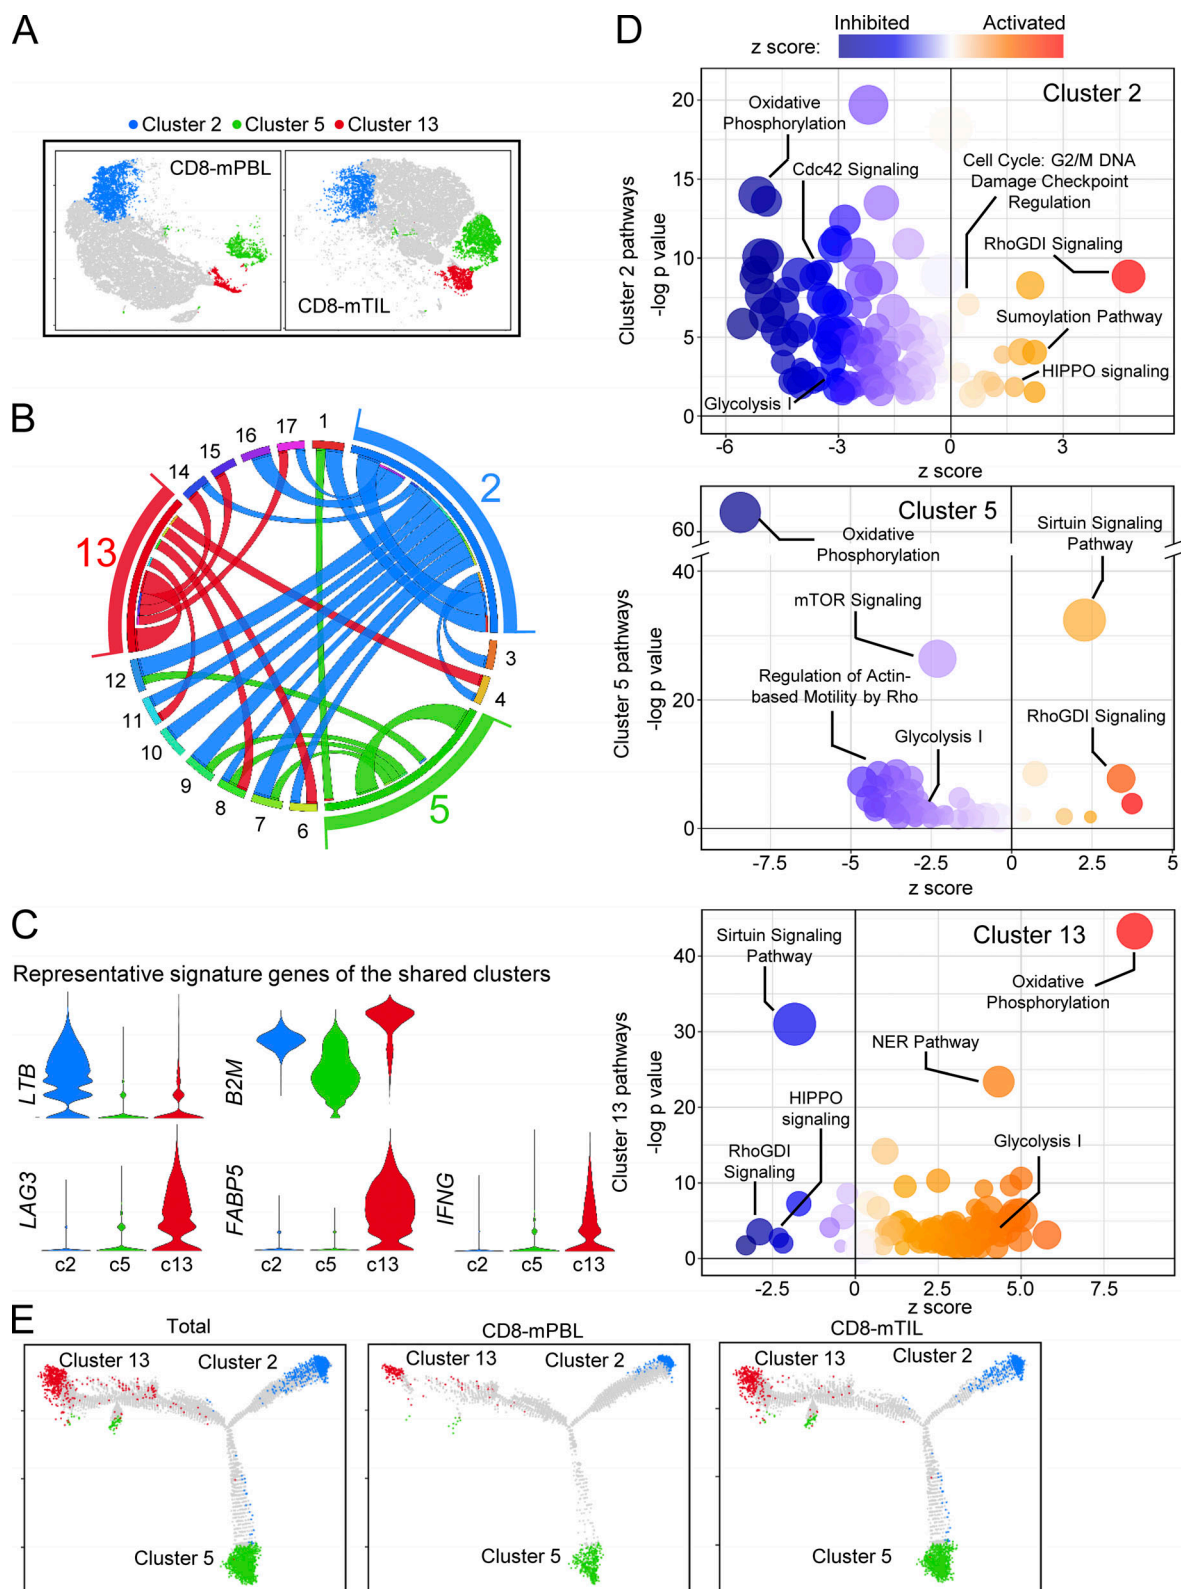 A
Cluster 2 Cluster 5 Cluster 13
CD8-mPBL
CD8-mTIL
B
1
2
3
4
5
6
7
8
9
10
11
12
13
14
15
16
17
C
Representative signature genes of the shared clusters
LTB
B2M
LAG3
FABP5
IFNG
c2 c5 c13
c2 c5 c13
c2 c5 c13
D
Inhibited Activated
z score:
Cluster 2
Cluster 2 pathways
-log p value
20
15
10
5
0
-6 -3 0 3
z score
Oxidative
Phosphorylation
Cdc42 Signaling
Cell Cycle: G2/M DNA
Damage Checkpoint
Regulation
RhoGDI Signaling
Sumoylation Pathway
HIPPO signaling
Glycolysis I
Cluster 5
Cluster 5 pathways
-log p value
60
40
20
0
-7.5 -5 -2.5 0 2.5 5
z score
Oxidative
Phosphorylation
Sirtuin Signaling
Pathway
mTOR Signaling
Regulation of Actin-
based Motility by Rho
Glycolysis I
RhoGDI Signaling
Cluster 13
Cluster 13 pathways
-log p value
40
30
20
10
0
-2.5 0 2.5 5.0 7.5
z score
Sirtuin Signaling
Pathway
Oxidative
Phosphorylation
NER Pathway
HIPPO
signaling
RhoGDI
Signaling
Glycolysis I
E
Total
Cluster 13 Cluster 2
Cluster 5
CD8-mPBL
Cluster 13 Cluster 2
Cluster 5
CD8-mTIL
Cluster 13 Cluster 2
Cluster 5